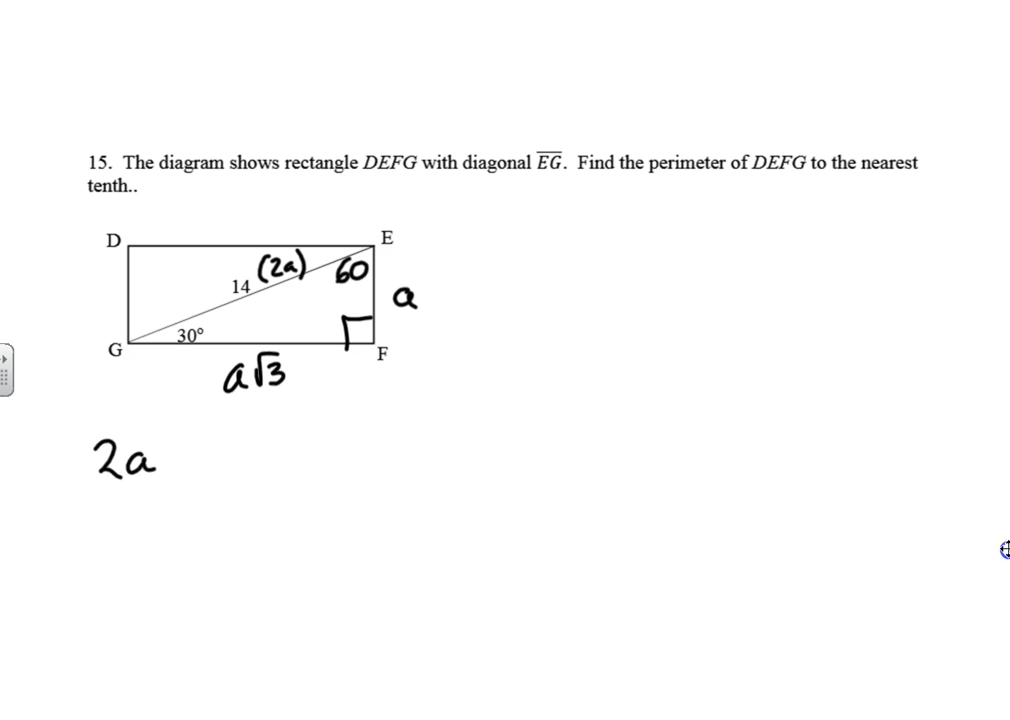 15. The diagram shows rectangle DEFG with diagonal EG. Find the perimeter of DEFG to the nearest
tenth..
D
E
(2a)
60
14
a
30°
G
F
a√3
2a